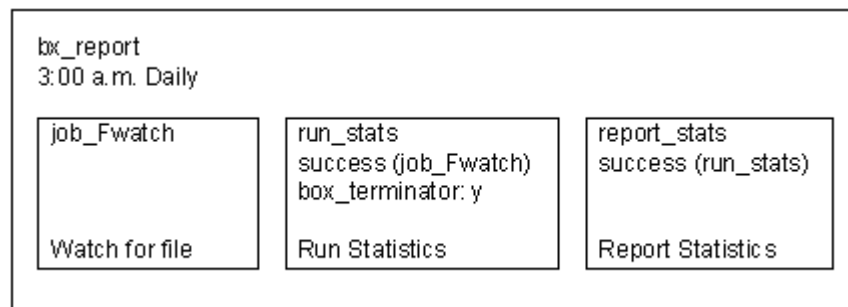 bx_report
3:00 a.m. Daily
job_Fwatch
Watch for file
run_stats
success (job_Fwatch)
box_terminator: y
Run Statistics
report_stats
success (run_stats)
Report Statistics